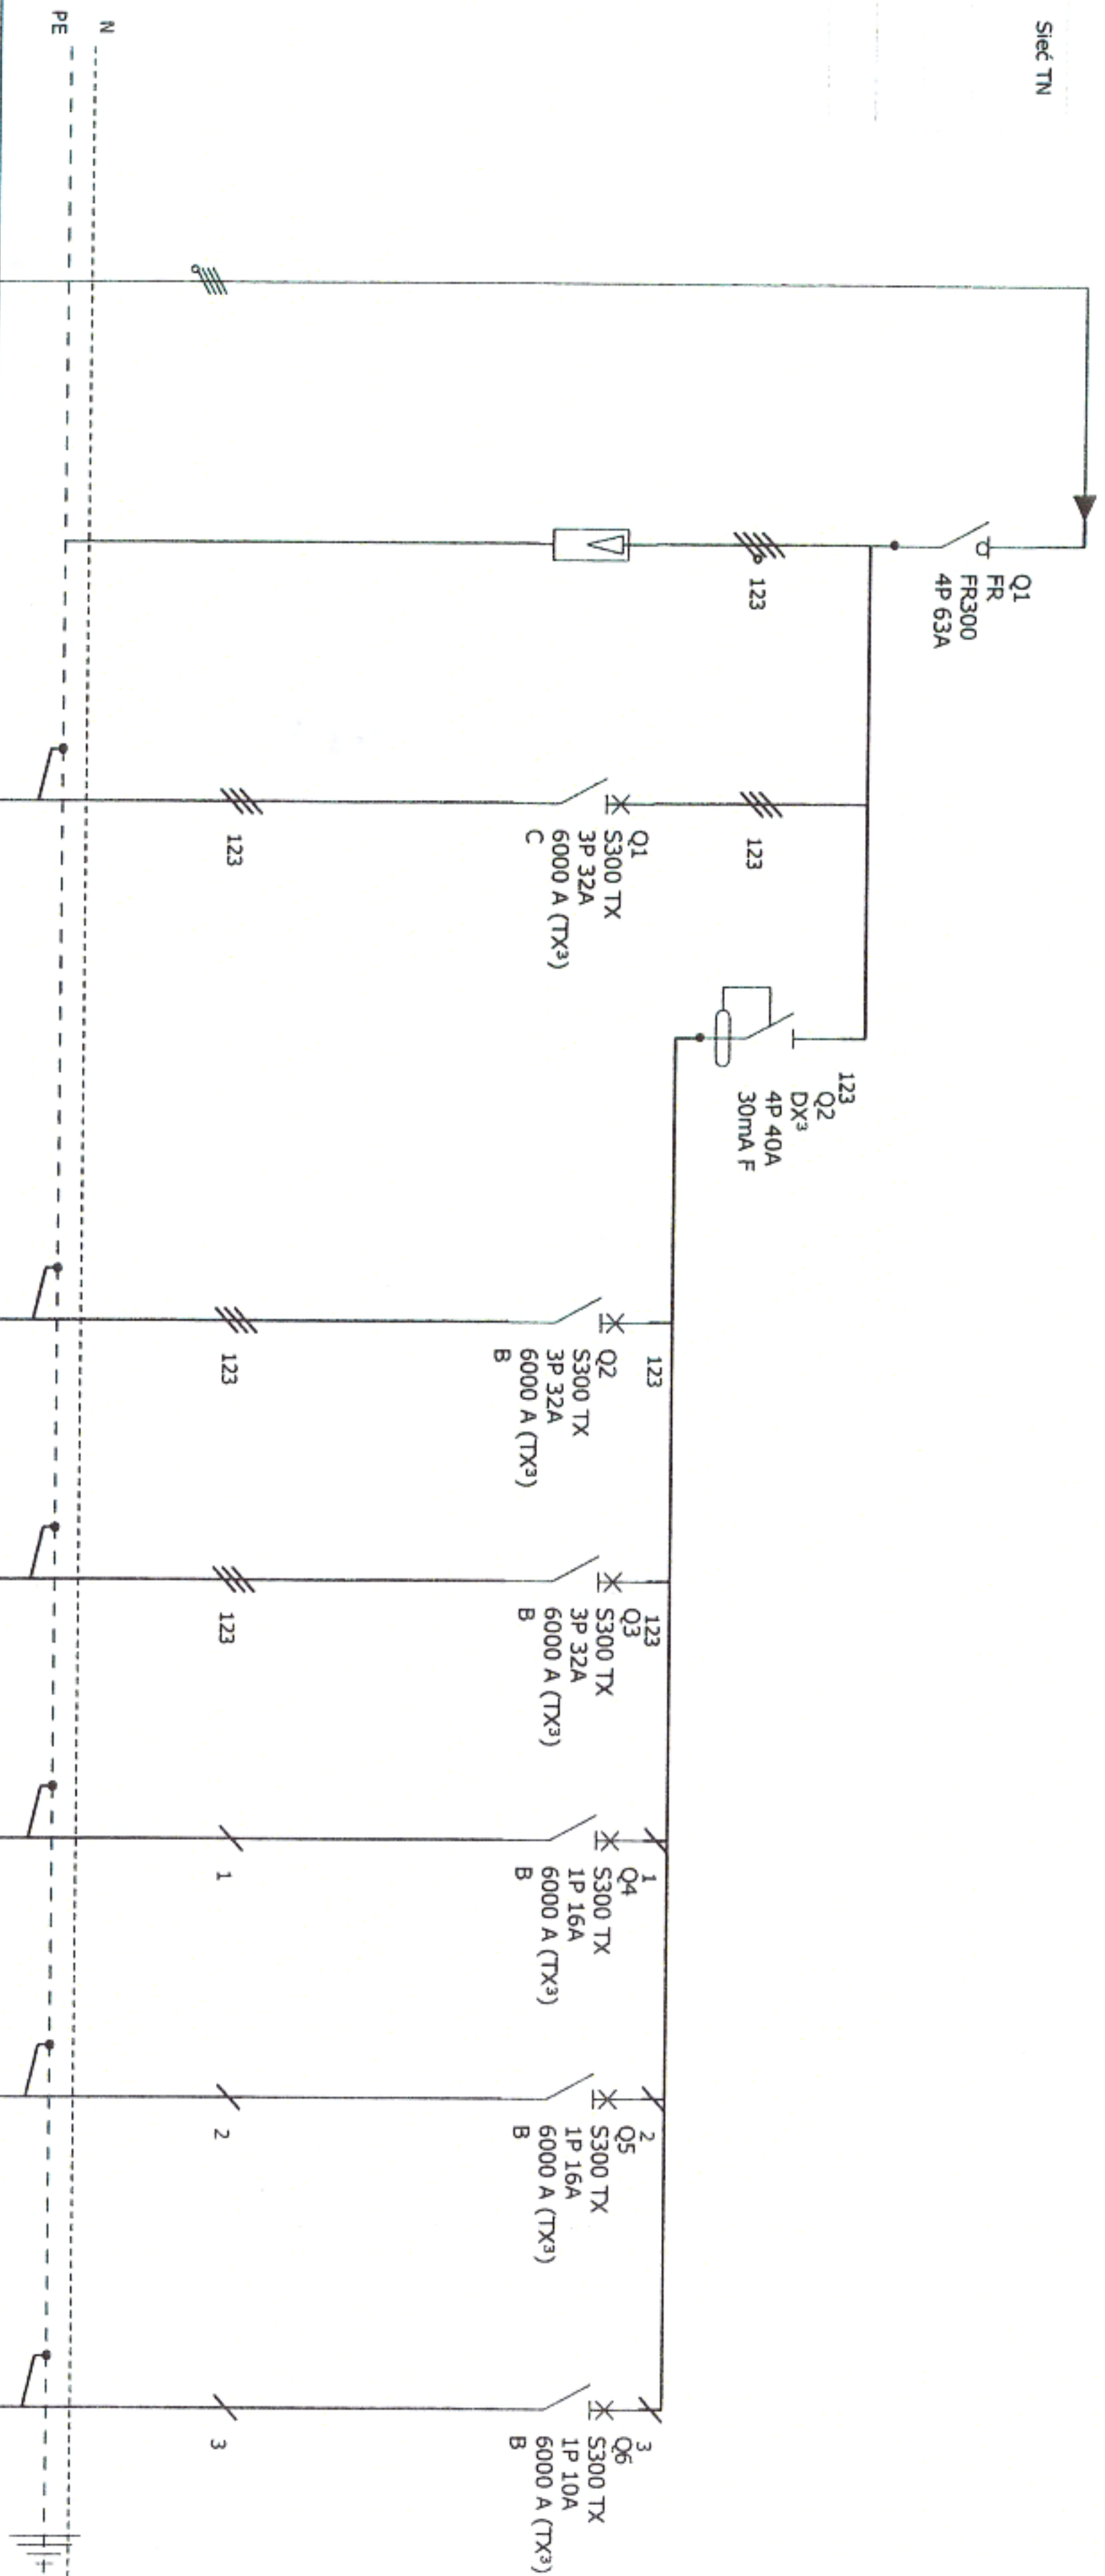 Sieć TN
Q1
FR
FR300
4P 63A
123
123
Q1
S300 TX
3P 32A
6000 A (TX³)
C
123
123
Q2
DX³
4P 40A
30mA F
123
Q2
S300 TX
3P 32A
6000 A (TX³)
B
123
123
Q3
S300 TX
3P 32A
6000 A (TX³)
B
123
1
Q4
S300 TX
1P 16A
6000 A (TX³)
B
1
2
Q5
S300 TX
1P 16A
6000 A (TX³)
B
2
3
Q6
S300 TX
1P 10A
6000 A (TX³)
B
3
N
PE